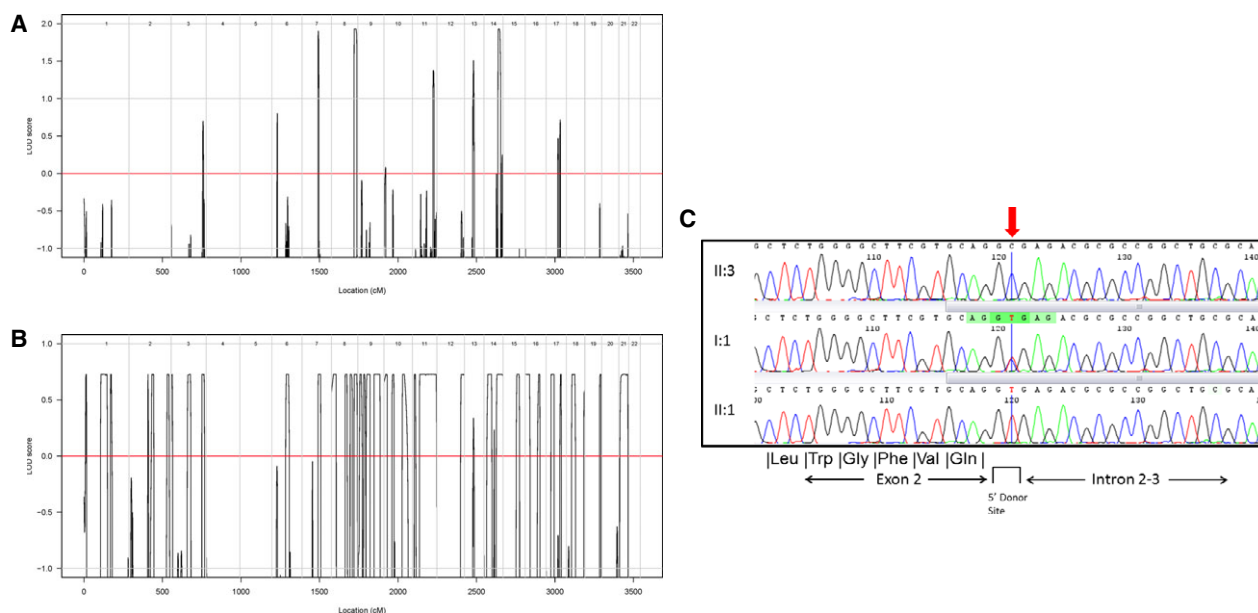 A
LOD score
2.0
1.5
1.0
0.5
0.0
−0.5
−1.0
1 2 3 4 5 6 7 8 9 10 11 12 13 14 15 16 17 18 19 20 21 22
0 500 1000 1500 2000 2500 3000 3500
Location (cM)
B
LOD score
1.0
0.5
0.0
−0.5
−1.0
1 2 3 4 5 6 7 8 9 10 11 12 13 14 15 16 17 18 19 20 21 22
0 500 1000 1500 2000 2500 3000 3500
Location (cM)
C
G C T C T G G G G C T T C G T G C A G G C G A G A C G C G C C G G C T G C G C A
110 120 130 140
II:3
C T C T G G G G C T T C G T G C A G G T G A G A C G C G C C G G C T G C G C A
110 120 130 140
I:1
G C T C T G G G G C T T C G T G C A G G T G A G A C G C G C C G G C T G C G C A
00 110 120 130
II:1
|Leu | Trp | Gly | Phe | Val | Gln |
Exon 2
5' Donor
Site
Intron 2-3